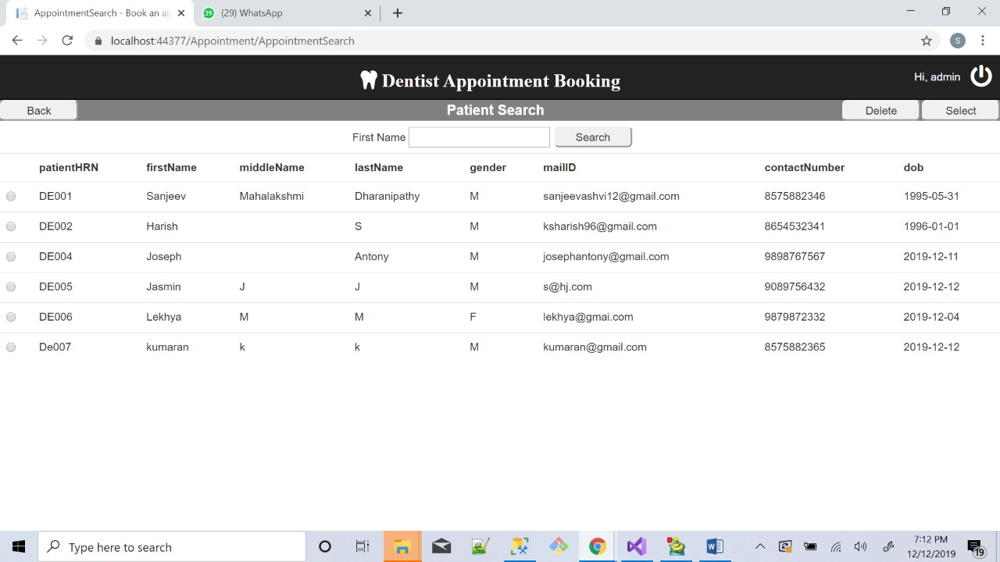 AppointmentSearch - Book an ap
(29) WhatsApp
localhost:44377/Appointment/AppointmentSearch
S
Dentist Appointment Booking
Hi, admin
Back
Patient Search
Delete
Select
First Name
Search
patientHRN firstName middleName lastName gender mailID contactNumber dob
DE001 Sanjeev Mahalakshmi Dharanipathy M sanjeevashvi12@gmail.com 8575882346 1995-05-31
DE002 Harish S M ksharish96@gmail.com 8654532341 1996-01-01
DE004 Joseph Antony M josephantony@gmail.com 9898767567 2019-12-11
DE005 Jasmin J J M s@hj.com 9089756432 2019-12-12
DE006 Lekhya M M F lekhya@gmai.com 9879872332 2019-12-04
De007 kumaran k k M kumaran@gmail.com 8575882365 2019-12-12
Type here to search
7:12 PM
12/12/2019
19